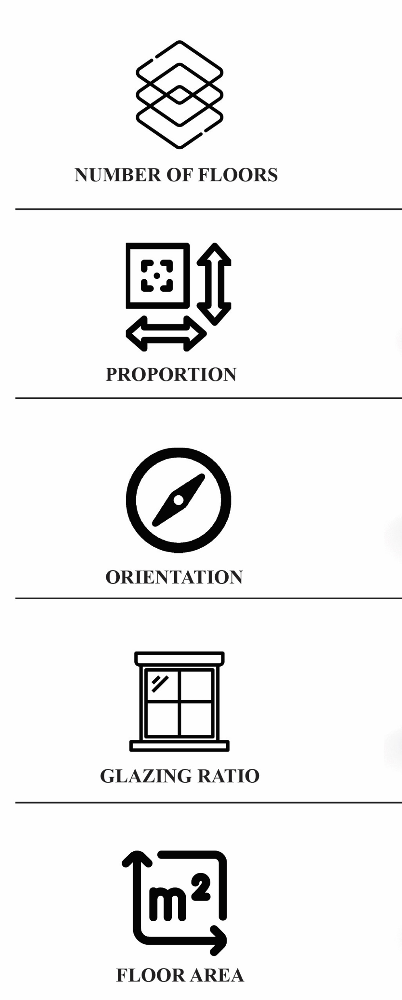 NUMBER OF FLOORS
PROPORTION
ORIENTATION
GLAZING RATIO
m²
FLOOR AREA